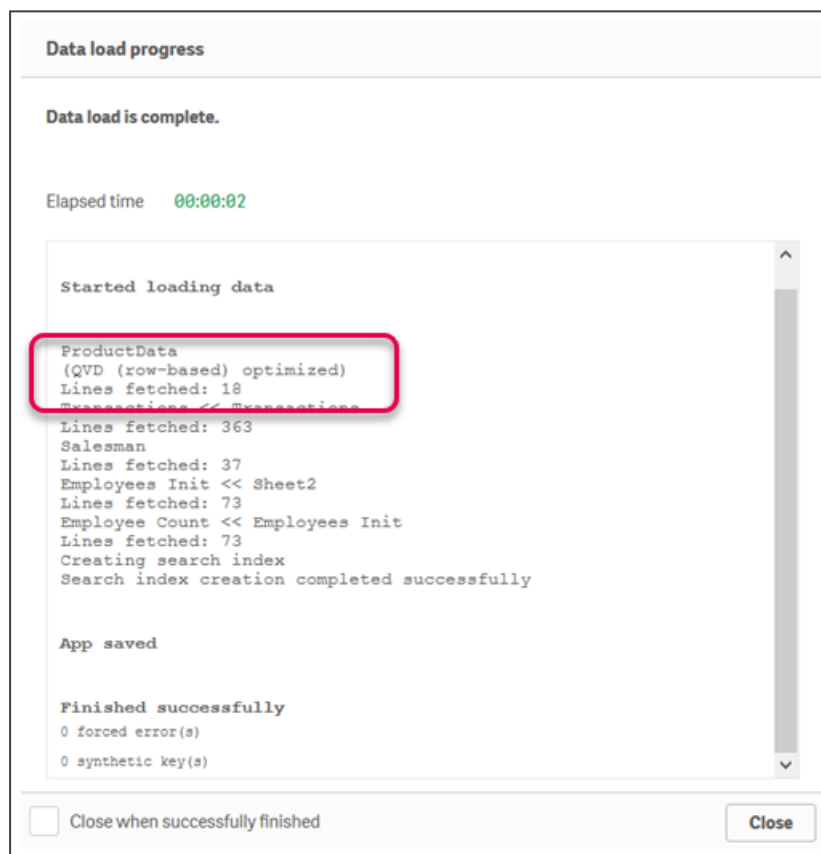 Data load progress
Data load is complete.
Elapsed time 00:00:02
Started loading data
ProductData
(QVD (row-based) optimized)
Lines fetched: 18
Transactions << Transactions
Lines fetched: 363
Salesman
Lines fetched: 37
Employees Init << Sheet2
Lines fetched: 73
Employee Count << Employees Init
Lines fetched: 73
Creating search index
Search index creation completed successfully
App saved
Finished successfully
0 forced error(s)
0 synthetic key(s)
Close when successfully finished
Close